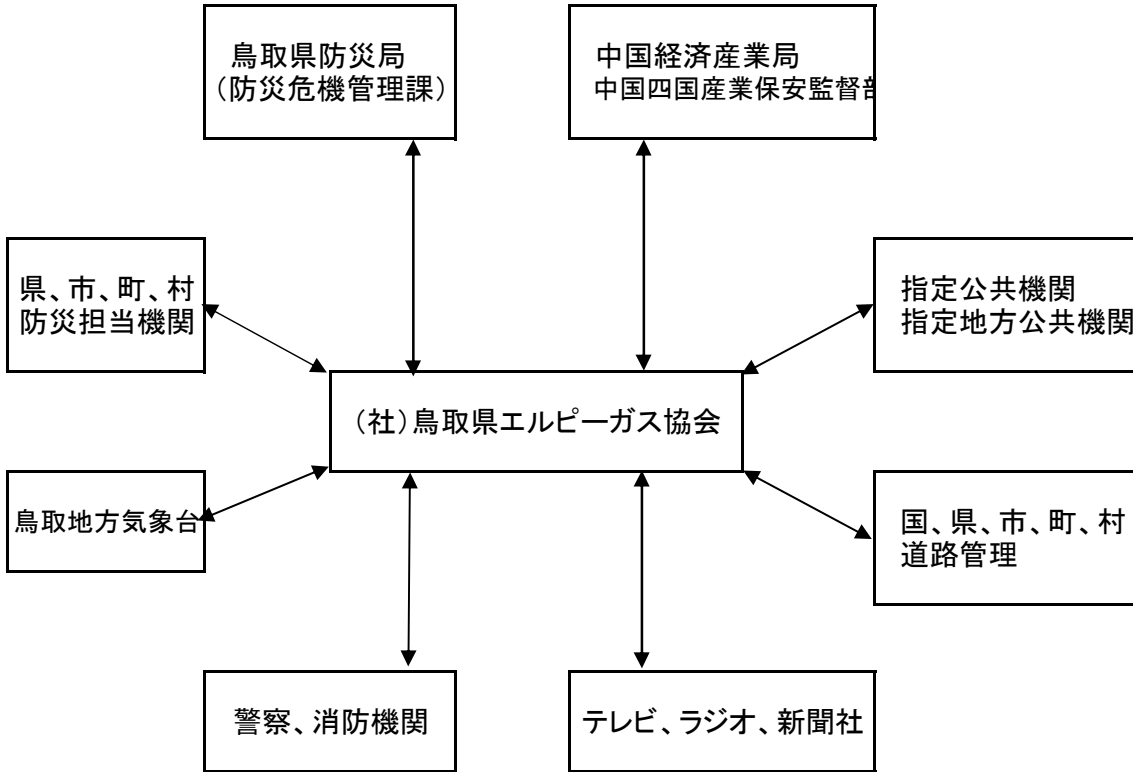 鳥取県防災局
（防災危機管理課）
中国経済産業局
中国四国産業保安監督部
県、市、町、村
防災担当機関
指定公共機関
指定地方公共機関
（社）鳥取県エルピーガス協会
鳥取地方気象台
国、県、市、町、村
道路管理
警察、消防機関
テレビ、ラジオ、新聞社